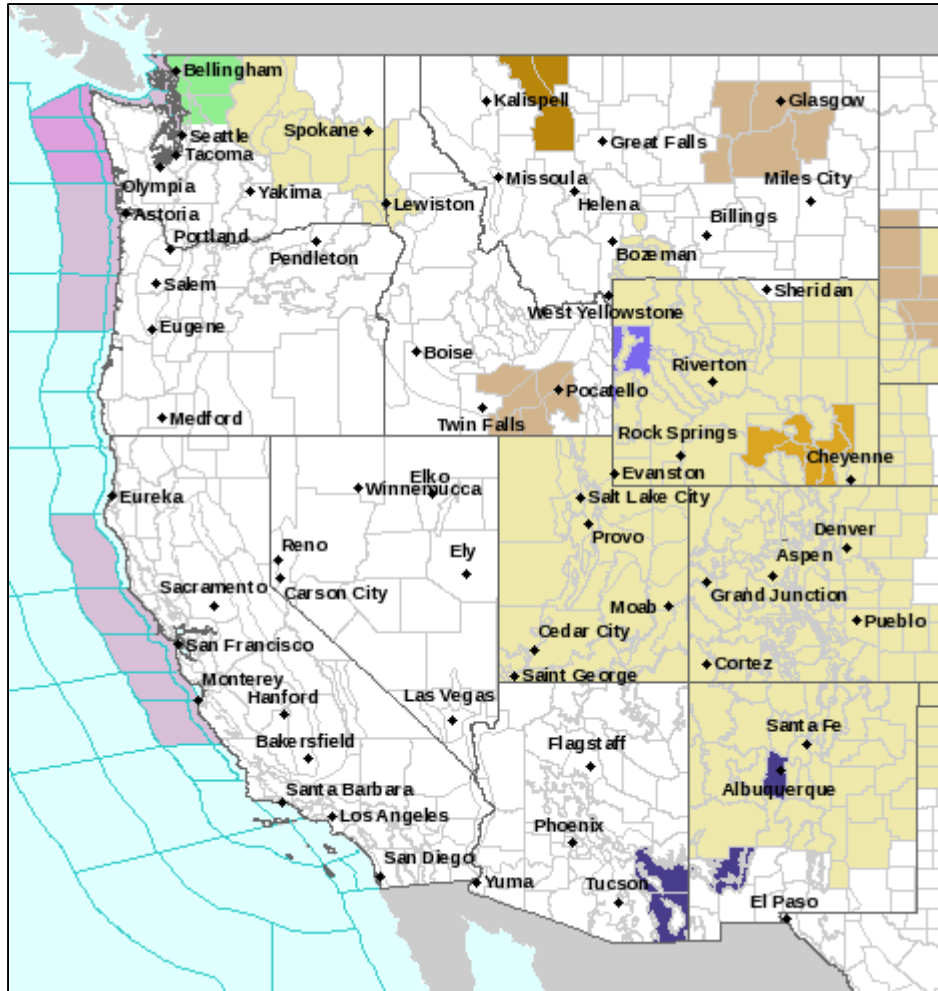 Bellingham
Kalispell
Glasgow
Spokane
Seattle
Great Falls
Tacoma
Missoula
Miles City
Olympia
Yakima
Lewiston
Helena
Astoria
Billings
Portland
Pendleton
Bozeman
Salem
Sheridan
West Yellowstone
Eugene
Boise
Riverton
Pocatello
Medford
Twin Falls
Rock Springs
Cheyenne
Evanston
Elko
Winnemucca
Eureka
Salt Lake City
Provo
Denver
Reno
Ely
Aspen
Sacramento
Carson City
Moab
Grand Junction
Pueblo
Cedar City
San Francisco
Cortez
Saint George
Monterey
Hanford
Las Vegas
Santa Fe
Bakersfield
Flagstaff
Albuquerque
Santa Barbara
Los Angeles
Phoenix
San Diego
Yuma
Tucson
El Paso